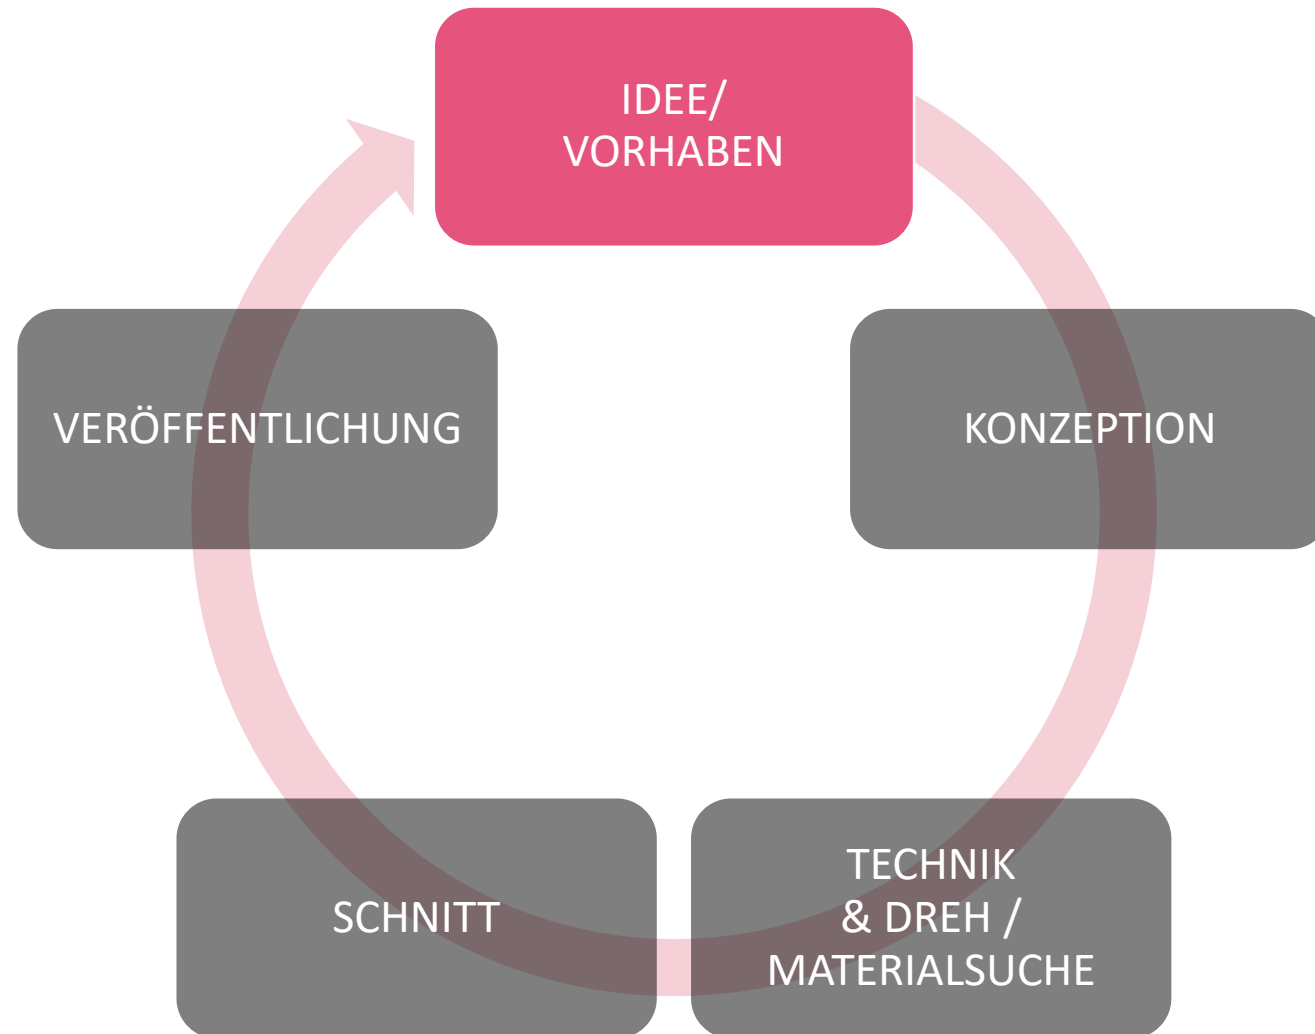 IDEE/
VORHABEN
KONZEPTION
TECHNIK
& DREH /
MATERIALSUCHE
SCHNITT
VERÖFFENTLICHUNG